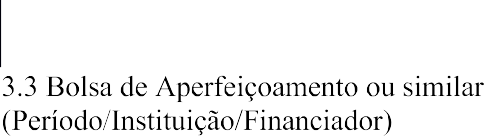 3.3 Bolsa de Aperfeiçoamento ou similar
(Período/Instituição/Financiador)